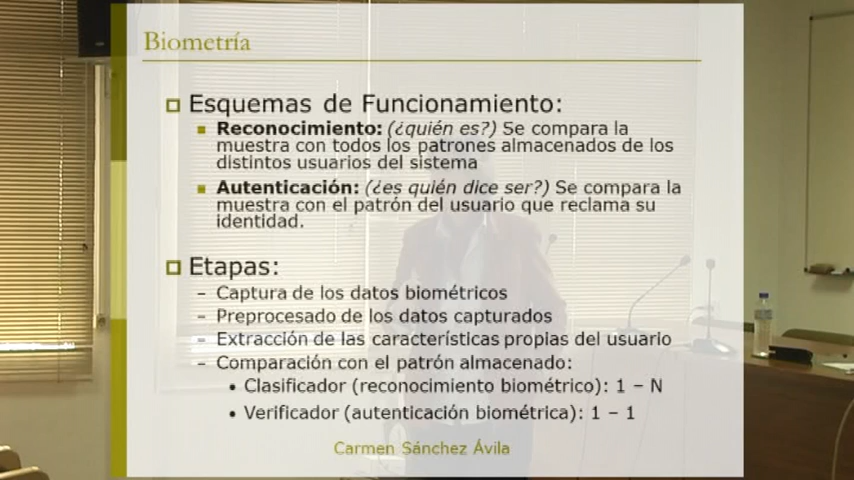 Biometría
Esquemas de Funcionamiento:
Reconocimiento: (¿quién es?) Se compara la
muestra con todos los patrones almacenados de los
distintos usuarios del sistema
Autenticación: (¿es quién dice ser?) Se compara la
muestra con el patrón del usuario que reclama su
identidad.
Etapas:
– Captura de los datos biométricos
– Preprocesado de los datos capturados
– Extracción de las características propias del usuario
– Comparación con el patrón almacenado:
• Clasificador (reconocimiento biométrico): 1 – N
• Verificador (autenticación biométrica): 1 – 1
Carmen Sánchez Ávila